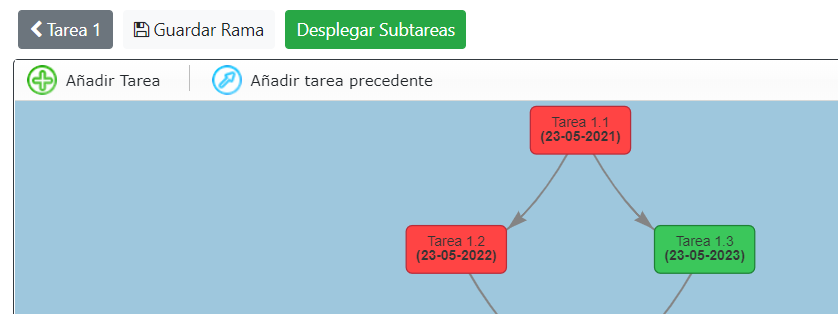 Tarea 1 Guardar Rama Desplegar Subtareas
Añadir Tarea Añadir tarea precedente
Tarea 1.1
(23-05-2021)
Tarea 1.2
(23-05-2022)
Tarea 1.3
(23-05-2023)